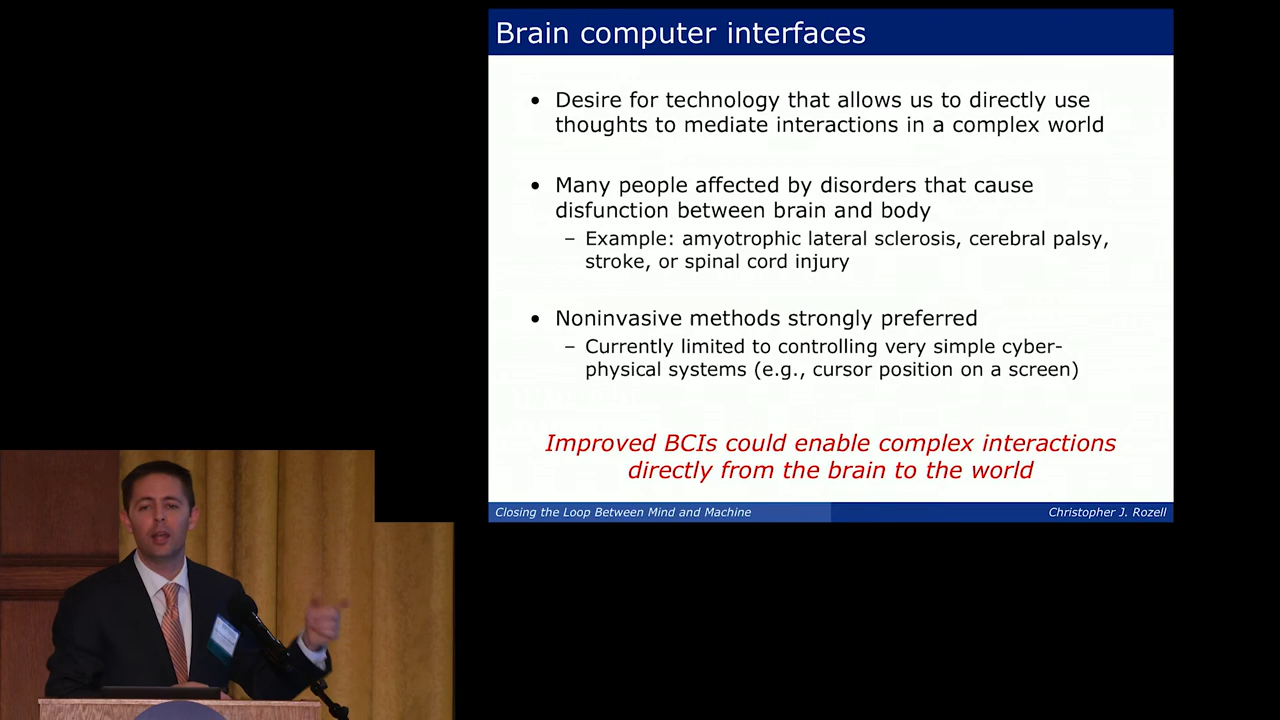 Brain computer interfaces
• Desire for technology that allows us to directly use
thoughts to mediate interactions in a complex world
• Many people affected by disorders that cause
disfunction between brain and body
– Example: amyotrophic lateral sclerosis, cerebral palsy,
stroke, or spinal cord injury
• Noninvasive methods strongly preferred
– Currently limited to controlling very simple cyber-
physical systems (e.g., cursor position on a screen)
Improved BCIs could enable complex interactions
directly from the brain to the world
Closing the Loop Between Mind and Machine
Christopher J. Rozell